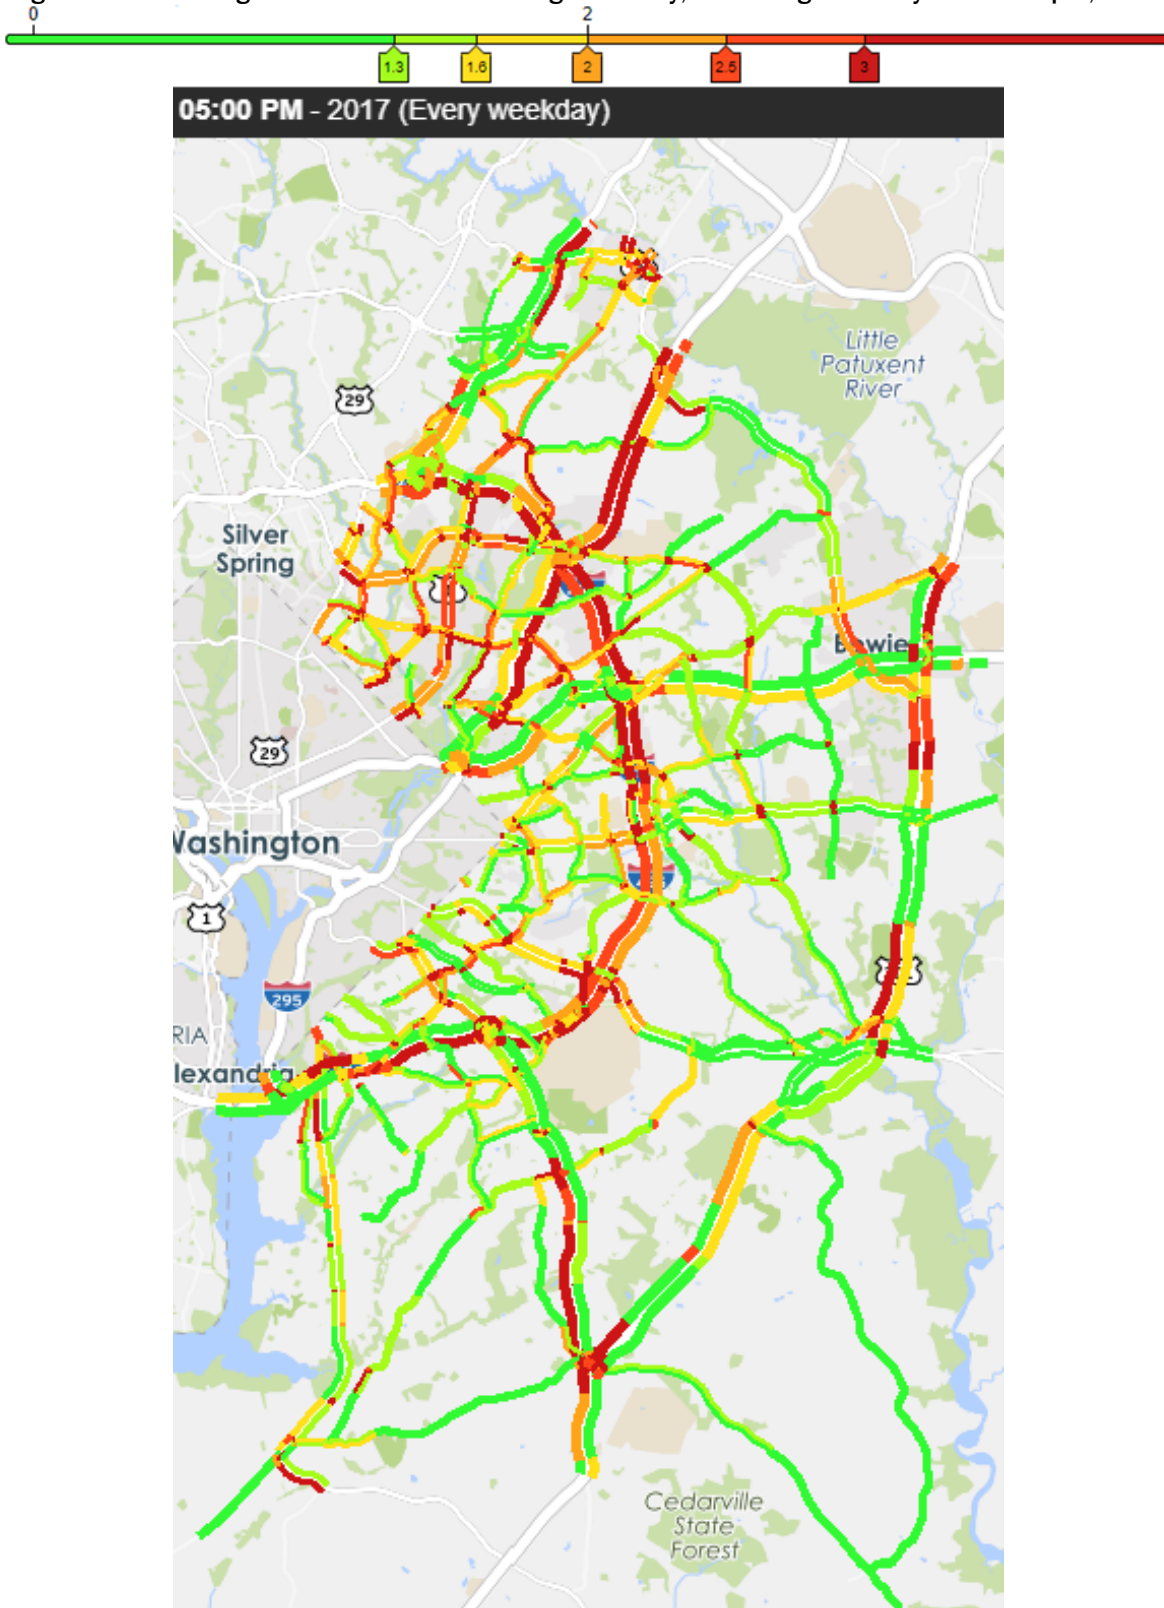 0 2
1.3 1.6 2 2.5 3
05:00 PM - 2017 (Every weekday)
Little
Patuxent
River
29
Silver
Spring
Bowie
29
Washington
1
295
RIA
lexandria
Cedarville
State
Forest